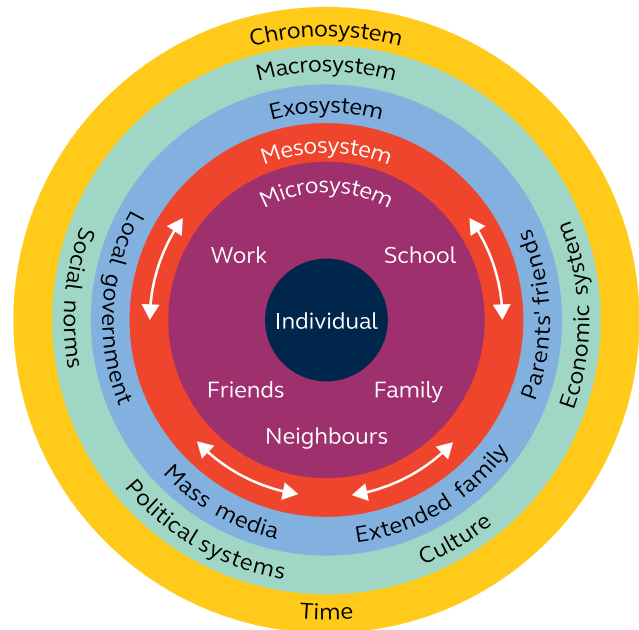 Chronosystem
Macrosystem
Exosystem
Mesosystem
Microsystem
Work
School
Individual
Friends
Family
Neighbours
Local government
Parents' friends
Mass media
Extended family
Social norms
Economic system
Political systems
Culture
Time